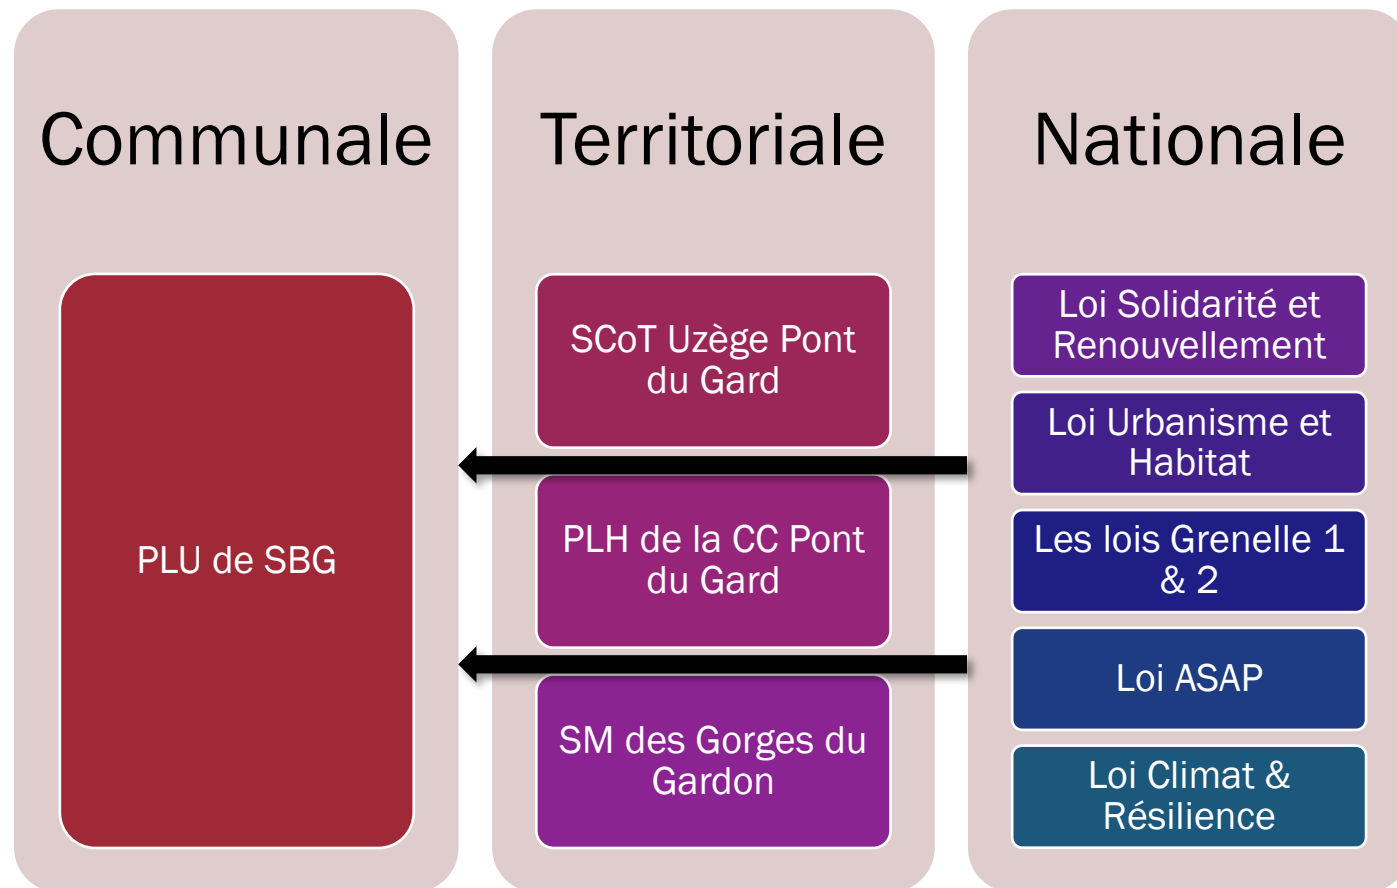 Communale
PLU de SBG
Territoriale
SCoT Uzège Pont
du Gard
PLH de la CC Pont
du Gard
SM des Gorges du
Gardon
Nationale
Loi Solidarité et
Renouvellement
Loi Urbanisme et
Habitat
Les lois Grenelle 1
& 2
Loi ASAP
Loi Climat &
Résilience